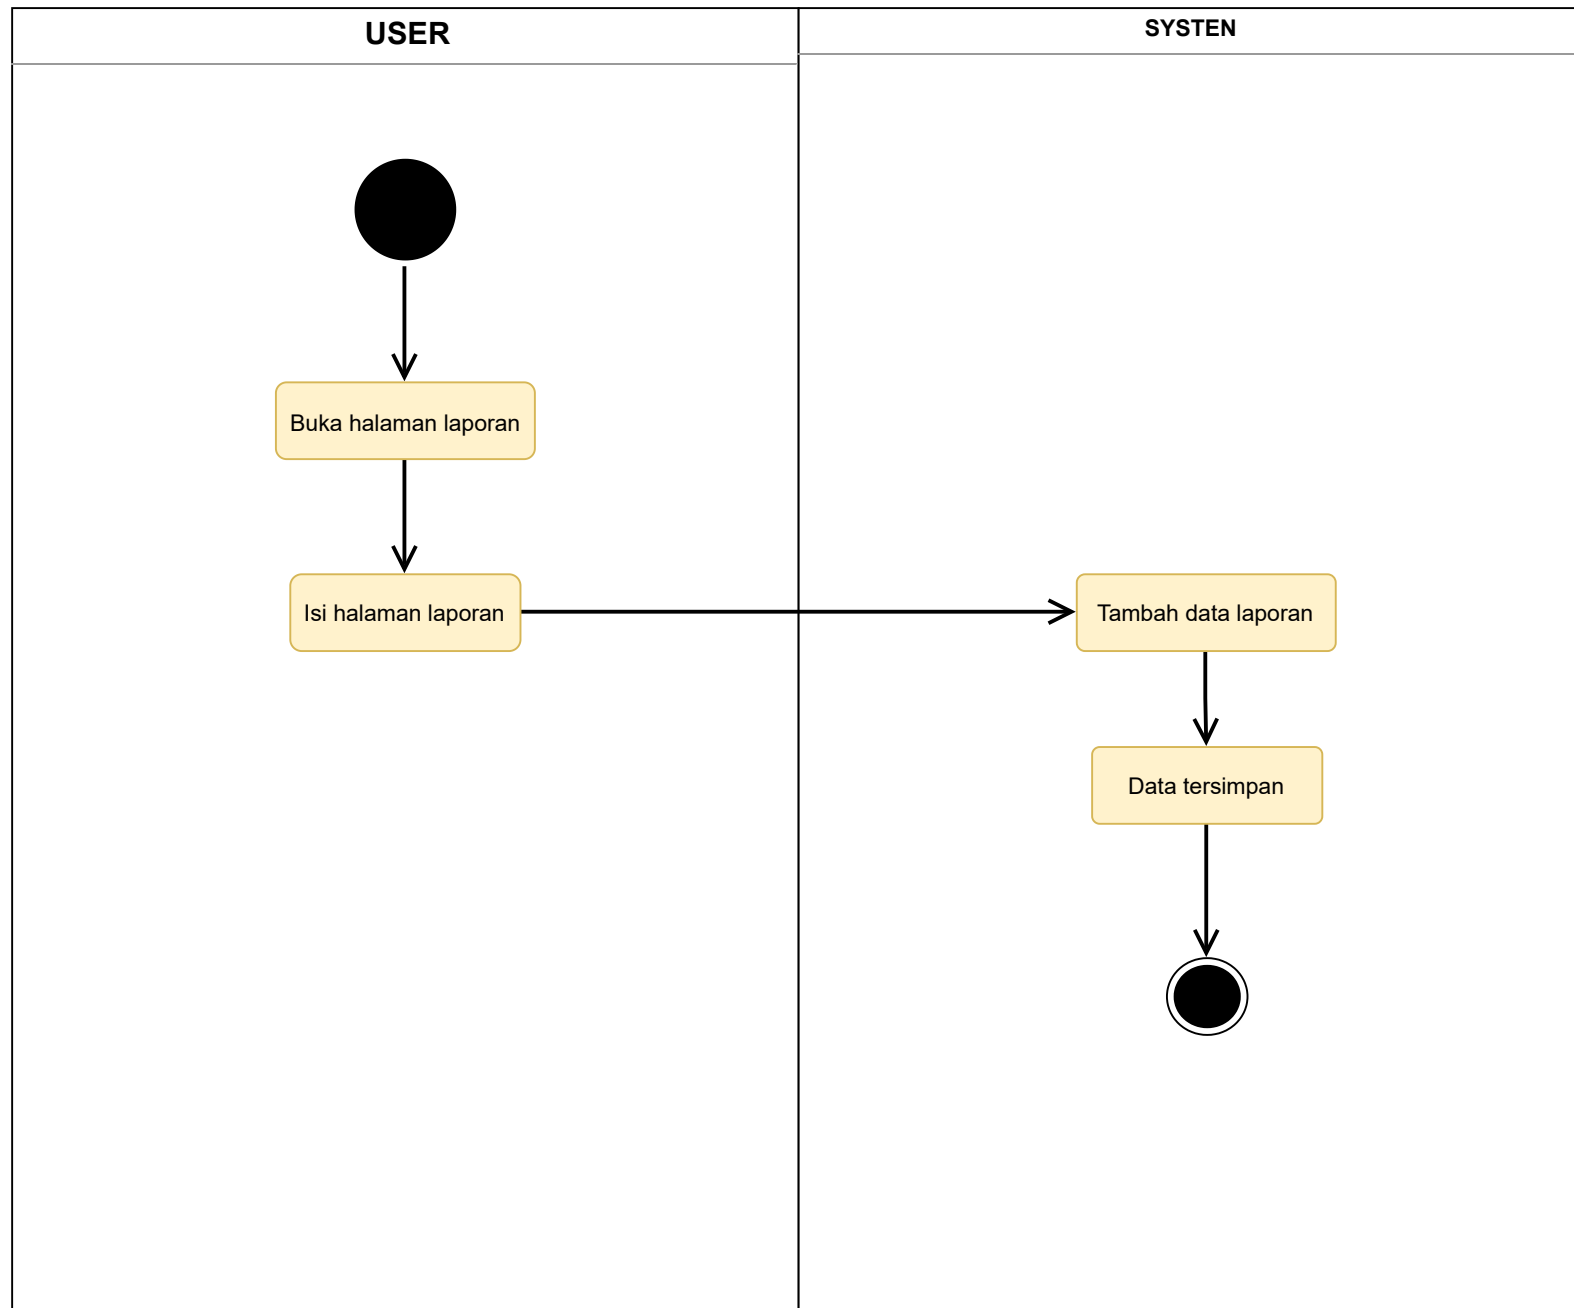 USER
SYSTEN
Buka halaman laporan
Isi halaman laporan
Tambah data laporan
Data tersimpan